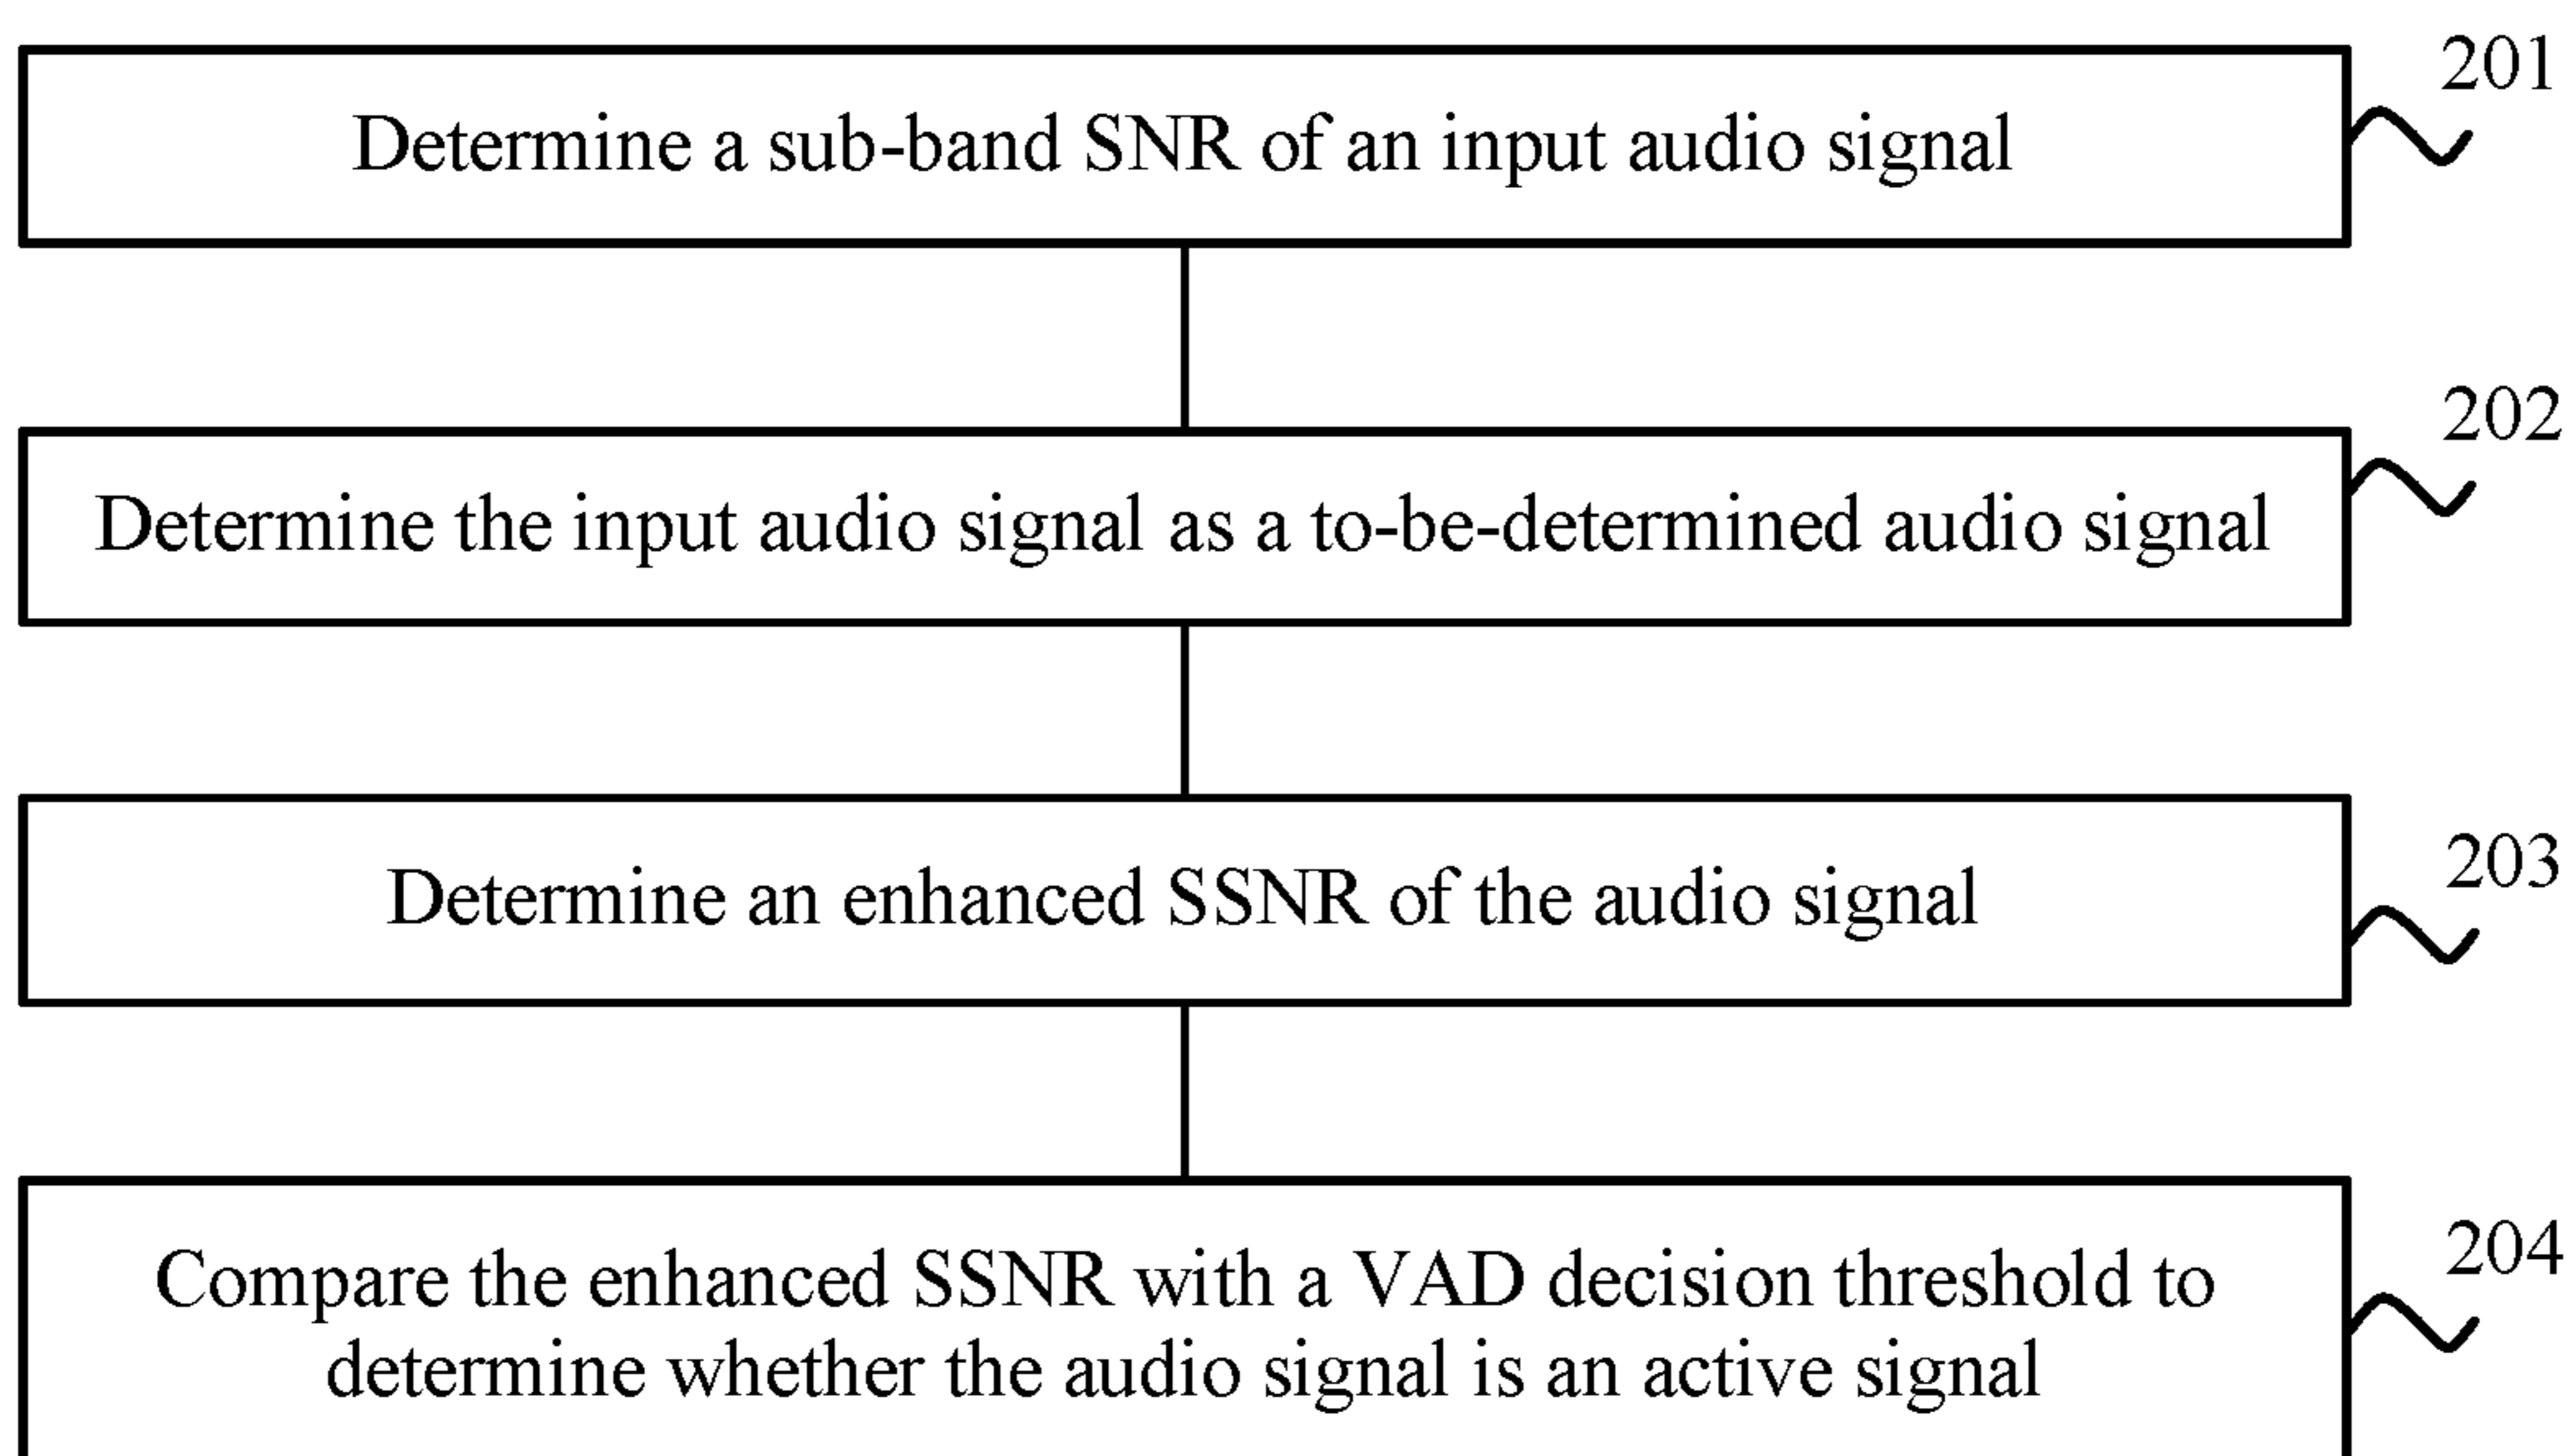 201
Determine a sub-band SNR of an input audio signal
202
Determine the input audio signal as a to-be-determined audio signal
203
Determine an enhanced SSNR of the audio signal
204
Compare the enhanced SSNR with a VAD decision threshold to
determine whether the audio signal is an active signal